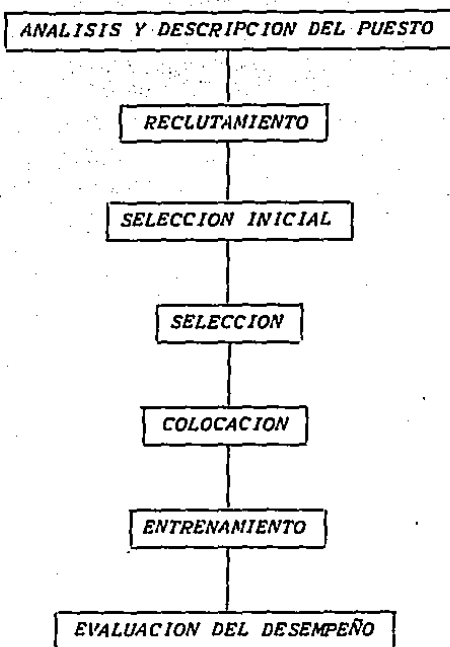 ANALISIS Y DESCRIPCION DEL PUESTO
RECLUTAMIENTO
SELECCION INICIAL
SELECCION
COLOCACION
ENTRENAMIENTO
EVALUACION DEL DESEMPEÑO